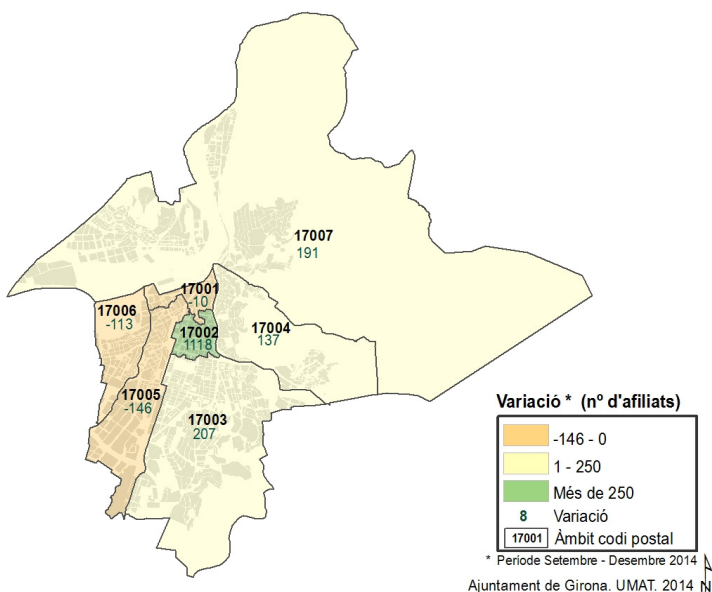 17007
191
17001
-10
17006
-113
17002
1118
17004
137
17005
-146
17003
207
Variació * (nº d'afiliats)
-146 - 0
1 - 250
Més de 250
8 Variació
17001 Àmbit codi postal
* Període Setembre - Desembre 2014
Ajuntament de Girona. UMAT. 2014 N